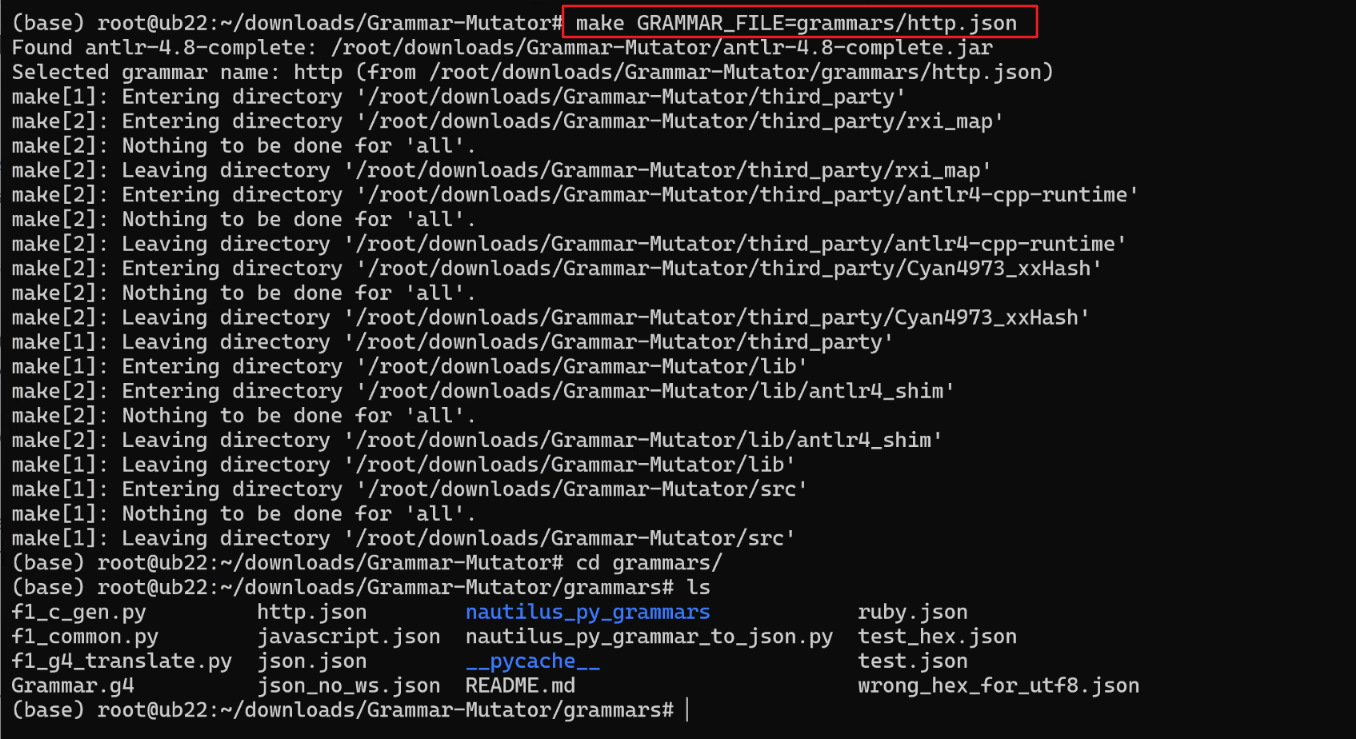 (base) root@ub22:~/downloads/Grammar-Mutator# make GRAMMAR_FILE=grammars/http.json
Found antlr-4.8-complete: /root/downloads/Grammar-Mutator/antlr-4.8-complete.jar
Selected grammar name: http (from /root/downloads/Grammar-Mutator/grammars/http.json)
make[1]: Entering directory '/root/downloads/Grammar-Mutator/third_party'
make[2]: Entering directory '/root/downloads/Grammar-Mutator/third_party/rxi_map'
make[2]: Nothing to be done for 'all'.
make[2]: Leaving directory '/root/downloads/Grammar-Mutator/third_party/rxi_map'
make[2]: Entering directory '/root/downloads/Grammar-Mutator/third_party/antlr4-cpp-runtime'
make[2]: Nothing to be done for 'all'.
make[2]: Leaving directory '/root/downloads/Grammar-Mutator/third_party/antlr4-cpp-runtime'
make[2]: Entering directory '/root/downloads/Grammar-Mutator/third_party/Cyan4973_xxHash'
make[2]: Nothing to be done for 'all'.
make[2]: Leaving directory '/root/downloads/Grammar-Mutator/third_party/Cyan4973_xxHash'
make[1]: Leaving directory '/root/downloads/Grammar-Mutator/third_party'
make[1]: Entering directory '/root/downloads/Grammar-Mutator/lib'
make[2]: Entering directory '/root/downloads/Grammar-Mutator/lib/antlr4_shim'
make[2]: Nothing to be done for 'all'.
make[2]: Leaving directory '/root/downloads/Grammar-Mutator/lib/antlr4_shim'
make[1]: Leaving directory '/root/downloads/Grammar-Mutator/lib'
make[1]: Entering directory '/root/downloads/Grammar-Mutator/src'
make[1]: Nothing to be done for 'all'.
make[1]: Leaving directory '/root/downloads/Grammar-Mutator/src'
(base) root@ub22:~/downloads/Grammar-Mutator# cd grammars/
(base) root@ub22:~/downloads/Grammar-Mutator/grammars# ls
f1_c_gen.py http.json nautilus_py_grammars ruby.json
f1_common.py javascript.json nautilus_py_grammar_to_json.py test_hex.json
f1_g4_translate.py json.json __pycache__ test.json
Grammar.g4 json_no_ws.json README.md wrong_hex_for_utf8.json
(base) root@ub22:~/downloads/Grammar-Mutator/grammars#